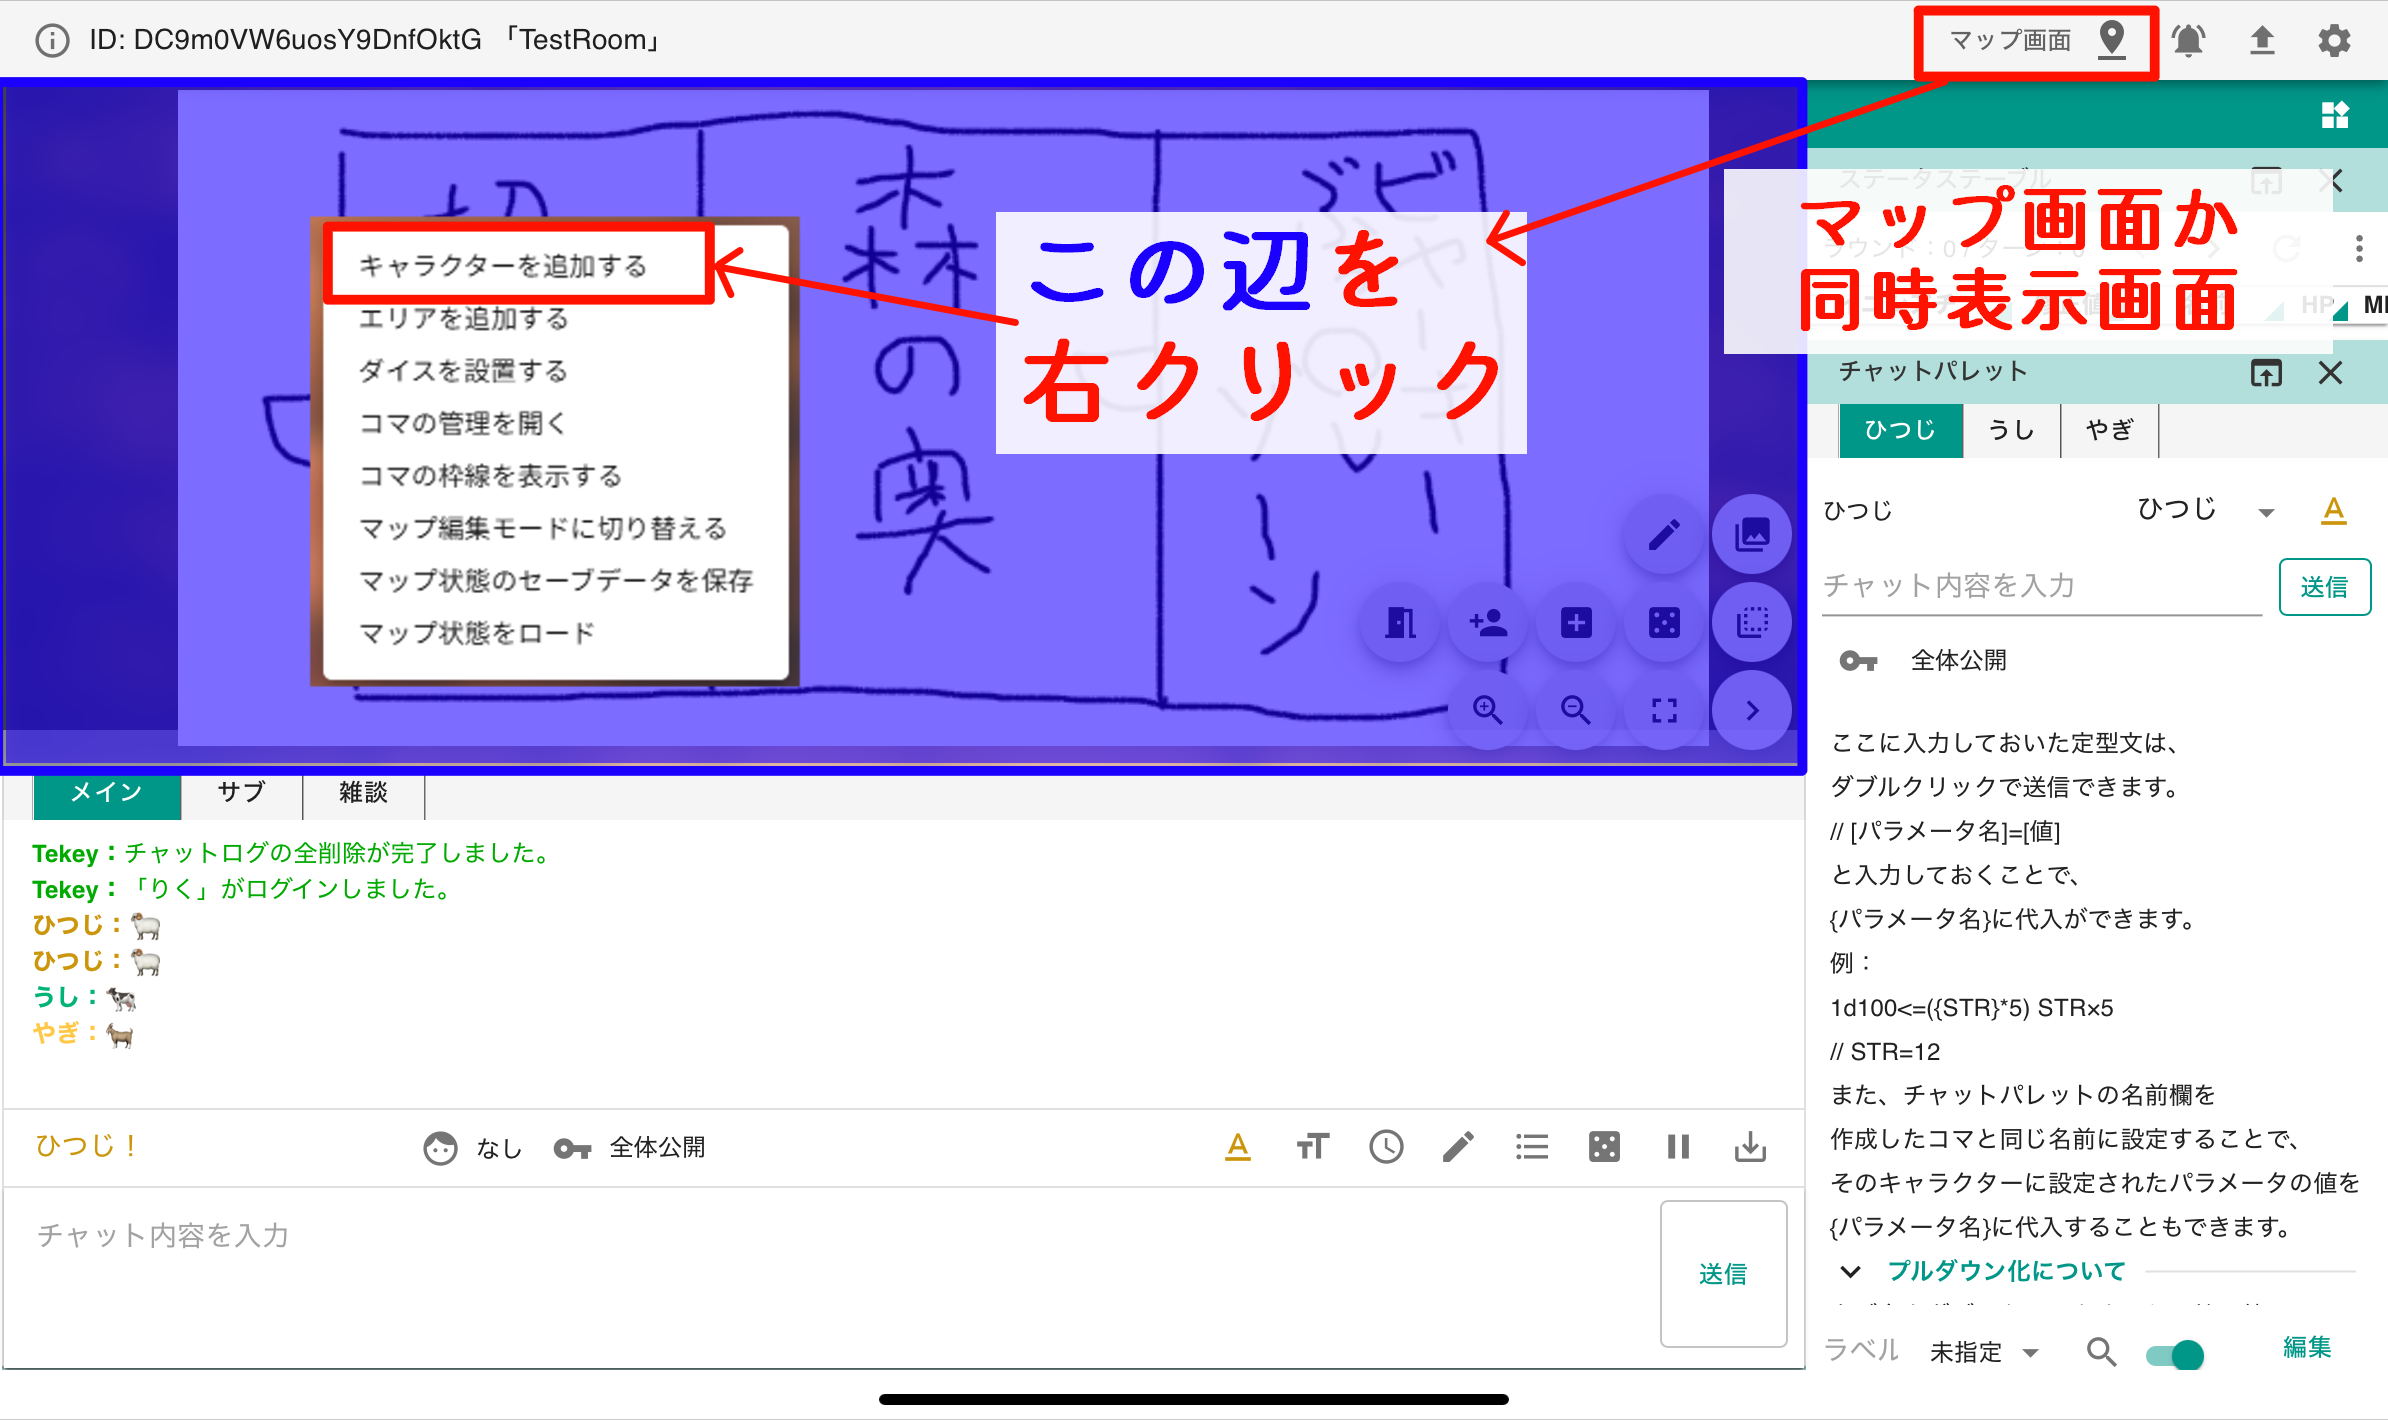 ID: DC9m0VW6uosY9DnfOktG 「TestRoom」
マップ画面
マップ画面か
同時表示画面
この辺を
右クリック
キャラクターを追加する
エリアを追加する
ダイスを設置する
コマの管理を開く
コマの枠線を表示する
マップ編集モードに切り替える
マップ状態のセーブデータを保存
マップ状態をロード
森の奥
ステータステーブル
HP
チャットパレット
ひつじ うし やぎ
ひつじ ひつじ
チャット内容を入力 送信
全体公開
ここに入力しておいた定型文は、
ダブルクリックで送信できます。
// [パラメータ名]=[値]
と入力しておくことで、
{パラメータ名}に代入ができます。
例：
1d100<=({STR}*5) STR×5
// STR=12
また、チャットパレットの名前欄を
作成したコマと同じ名前に設定することで、
そのキャラクターに設定されたパラメータの値を
{パラメータ名}に代入することもできます。
プルダウン化について
ラベル 未指定 編集
メイン サブ 雑談
Tekey：チャットログの全削除が完了しました。
Tekey：「りく」がログインしました。
ひつじ：🐏
ひつじ：🐏
うし：🐄
やぎ：🐐
ひつじ！ なし 全体公開
チャット内容を入力
送信